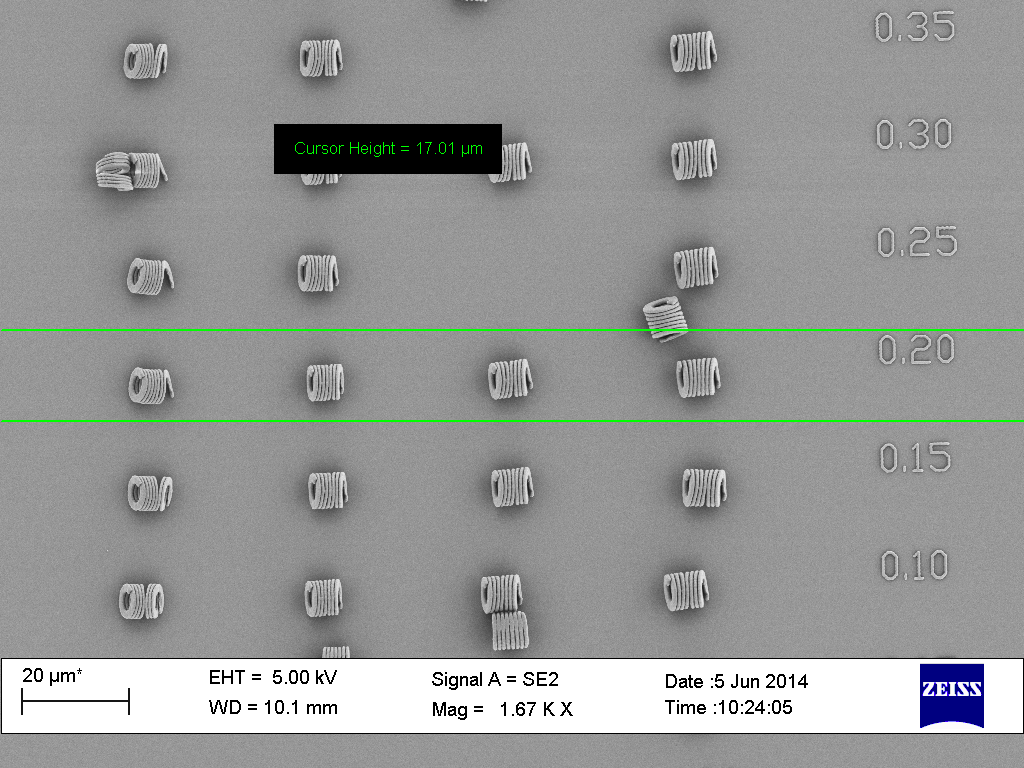 0.35
0.30
Cursor Height = 17.01 µm
0.25
0.20
0.15
0.10
20 µm*
EHT = 5.00 kV
Signal A = SE2
Date :5 Jun 2014
WD = 10.1 mm
Mag = 1.67 K X
Time :10:24:05
ZEISS